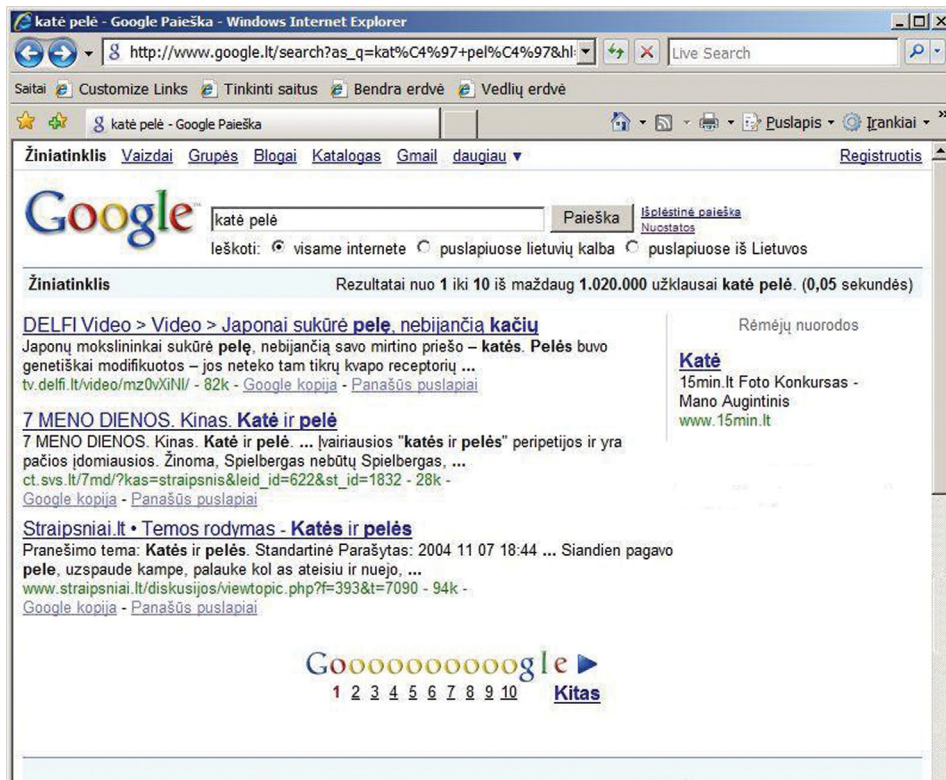 katė pelė - Google Paieška - Windows Internet Explorer
http://www.google.lt/search?as_q=kat%C4%97+pel%C4%97&hl=
Live Search
Saitai Customize Links Tinkinti saitus Bendra erdvė Vedlių erdvė
katė pelė - Google Paieška
Puslapis Įrankiai »
Žiniatinklis Vaizdai Grupės Blogai Katalogas Gmail daugiau ▼ Registruotis
Google™ katė pelė Paieška Išplėstinė paieška
Nuostatos
Ieškoti: visame internete puslapiuose lietuvių kalba puslapiuose iš Lietuvos
Žiniatinklis Rezultatai nuo 1 iki 10 iš maždaug 1.020.000 užklausai katė pelė. (0,05 sekundės)
DELFI Video > Video > Japonai sukūrė pelę, nebijančią kačių
Japonų mokslininkai sukūrė pelę, nebijančią savo mirtino priešo – katės. Pelės buvo
genetiškai modifikuotos – jos neteko tam tikrų kvapo receptorių ...
tv.delfi.lt/video/mz0vXiNI/ - 82k - Google kopija - Panašūs puslapiai
7 MENO DIENOS. Kinas. Katė ir pelė
7 MENO DIENOS. Kinas. Katė ir pelė. ... Įvairiausios "katės ir pelės" peripetijos ir yra
pačios įdomiausios. Žinoma, Spielbergas nebūtų Spielbergas, ...
ct.svs.lt/7md/?kas=straipsnis&leid_id=622&st_id=1832 - 28k -
Google kopija - Panašūs puslapiai
Straipsniai.lt • Temos rodymas - Katės ir pelės
Pranešimo tema: Katės ir pelės. Standartinė Parašytas: 2004 11 07 18:44 ... Siandien pagavo
pele, uzspaude kampe, palauke kol as ateisiu ir nuejo, ...
www.straipsniai.lt/diskusijos/viewtopic.php?f=393&t=7090 - 94k -
Google kopija - Panašūs puslapiai
Rėmėjų nuorodos
Katė
15min.lt Foto Konkursas -
Mano Augintinis
www.15min.lt
Goooooooooogle
1 2 3 4 5 6 7 8 9 10 Kitas